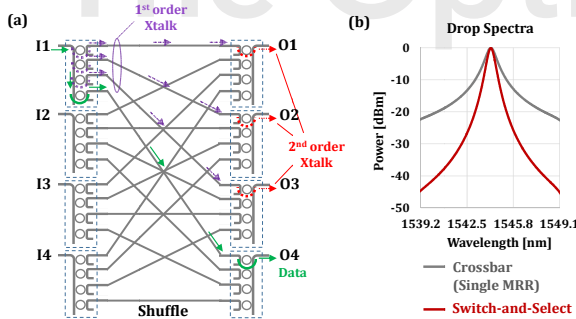 The Opti
(a)
1st order
Xtalk
I1
I2
I3
I4
O1
O2
2nd order
Xtalk
O3
O4
Data
Shuffle
(b)
Drop Spectra
Power [dBm]
0
-10
-20
-30
-40
-50
1539.2 1542.5 1545.8 1549.1
Wavelength [nm]
Crossbar
(Single MRR)
Switch-and-Select